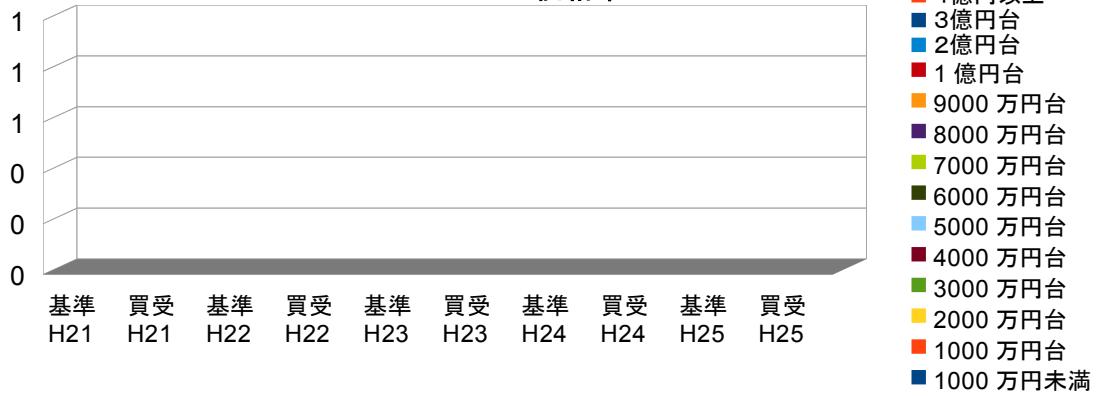 1
1
1
0
0
0
基準 買受 基準 買受 基準 買受 基準 買受 基準 買受
H21 H21 H22 H22 H23 H23 H24 H24 H25 H25
3億円台
2億円台
1 億円台
9000 万円台
8000 万円台
7000 万円台
6000 万円台
5000 万円台
4000 万円台
3000 万円台
2000 万円台
1000 万円台
1000 万円未満